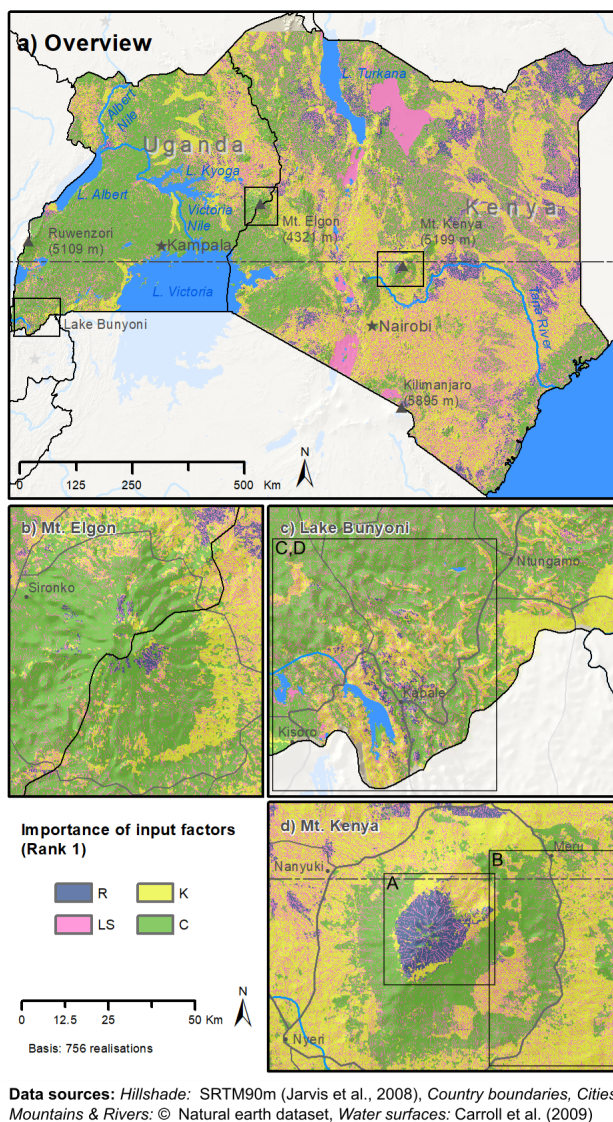 a) Overview
L. Turkana
Albert
Nile
Uganda
L. Kyoga
L. Albert
Kenya
Victoria
Nile
Mt. Elgon
(4321 m)
Mt. Kenya
(5199 m)
Ruwenzori
(5109 m)
Kampala
L. Victoria
Tana River
Lake Bunyoni
Nairobi
Kilimanjaro
(5895 m)
N
0 125 250 500 Km
b) Mt. Elgon
Sironko
c) Lake Bunyoni
C,D
Ntungamo
Kabale
Kisoro
Importance of input factors
(Rank 1)
R
K
LS
C
N
0 12.5 25 50 Km
Basis: 756 realisations
d) Mt. Kenya
Nanyuki
Meru
A
B
Nyeri
Data sources: Hillshade: SRTM90m (Jarvis et al., 2008), Country boundaries, Cities
Mountains & Rivers: © Natural earth dataset, Water surfaces: Carroll et al. (2009)